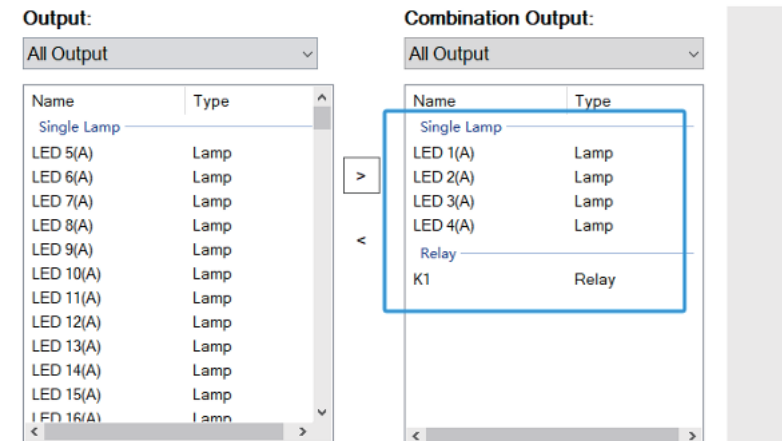 Output:
All Output
Name Type
Single Lamp
LED 5(A) Lamp
LED 6(A) Lamp
LED 7(A) Lamp
LED 8(A) Lamp
LED 9(A) Lamp
LED 10(A) Lamp
LED 11(A) Lamp
LED 12(A) Lamp
LED 13(A) Lamp
LED 14(A) Lamp
LED 15(A) Lamp
LED 16(A) Lamp
>
<
Combination Output:
All Output
Name Type
Single Lamp
LED 1(A) Lamp
LED 2(A) Lamp
LED 3(A) Lamp
LED 4(A) Lamp
Relay
K1 Relay